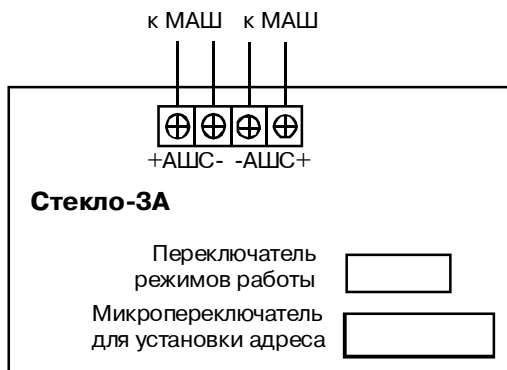 к МАШ к МАШ
+АШС- -АШС+
Стекло-3А
Переключатель
режимов работы
Микропереключатель
для установки адреса